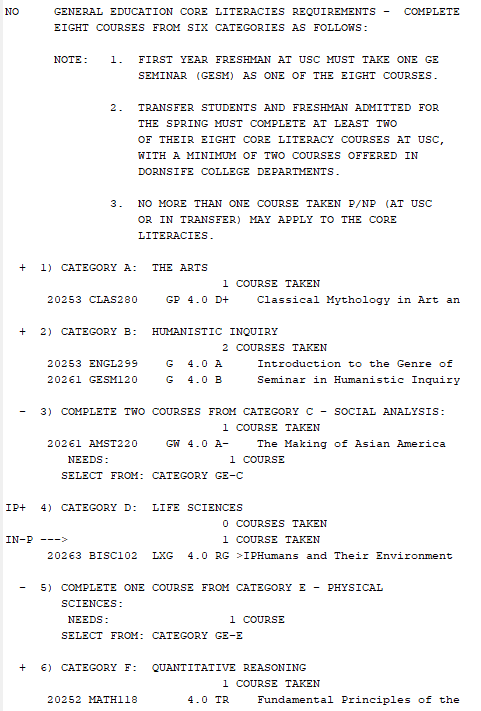 NO GENERAL EDUCATION CORE LITERACIES REQUIREMENTS - COMPLETE
EIGHT COURSES FROM SIX CATEGORIES AS FOLLOWS:
NOTE: 1. FIRST YEAR FRESHMAN AT USC MUST TAKE ONE GE
SEMINAR (GESM) AS ONE OF THE EIGHT COURSES.
2. TRANSFER STUDENTS AND FRESHMAN ADMITTED FOR
THE SPRING MUST COMPLETE AT LEAST TWO
OF THEIR EIGHT CORE LITERACY COURSES AT USC,
WITH A MINIMUM OF TWO COURSES OFFERED IN
DORNSIFE COLLEGE DEPARTMENTS.
3. NO MORE THAN ONE COURSE TAKEN P/NP (AT USC
OR IN TRANSFER) MAY APPLY TO THE CORE
LITERACIES.
+ 1) CATEGORY A: THE ARTS
1 COURSE TAKEN
20253 CLAS280 GP 4.0 D+ Classical Mythology in Art an
+ 2) CATEGORY B: HUMANISTIC INQUIRY
2 COURSES TAKEN
20253 ENGL299 G 4.0 A Introduction to the Genre of
20261 GESM120 G 4.0 B Seminar in Humanistic Inquiry
- 3) COMPLETE TWO COURSES FROM CATEGORY C - SOCIAL ANALYSIS:
1 COURSE TAKEN
20261 AMST220 GW 4.0 A- The Making of Asian America
NEEDS: 1 COURSE
SELECT FROM: CATEGORY GE-C
IP+ 4) CATEGORY D: LIFE SCIENCES
0 COURSES TAKEN
IN-P ---> 1 COURSE TAKEN
20263 BISC102 LXG 4.0 RG >IPHumans and Their Environment
- 5) COMPLETE ONE COURSE FROM CATEGORY E - PHYSICAL
SCIENCES:
NEEDS: 1 COURSE
SELECT FROM: CATEGORY GE-E
+ 6) CATEGORY F: QUANTITATIVE REASONING
1 COURSE TAKEN
20252 MATH118 4.0 TR Fundamental Principles of the